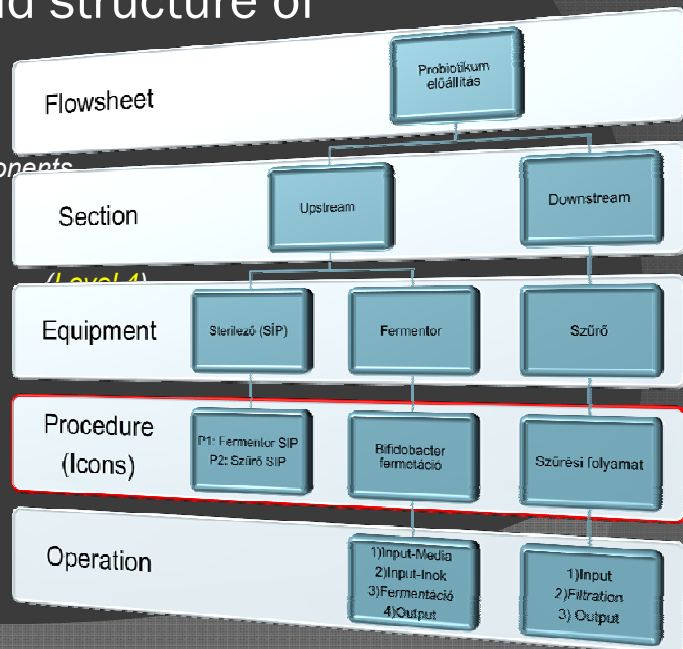 d structure of
Flowsheet
Probiotikum
előállítás
onents
Section
Upstream
Downstream
(Level 4)
Equipment
Sterilező (SIP)
Fermentor
Szűrő
Procedure
(Icons)
P1: Fermentor SIP
P2: Szűrő SIP
Bifidobacter
fermotáció
Szűrési folyamat
Operation
1)Input-Media
2)Input-Inok
3)Fermentació
4)Output
1)Input
2)Filtration
3) Output